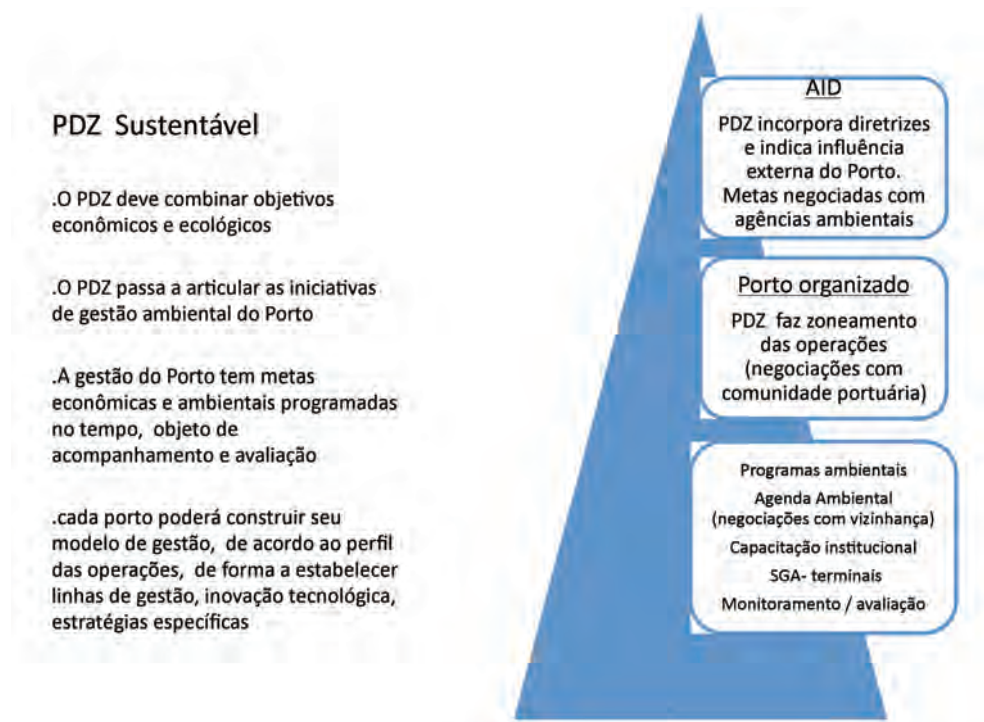 PDZ Sustentável
.O PDZ deve combinar objetivos
econômicos e ecológicos
.O PDZ passa a articular as iniciativas
de gestão ambiental do Porto
.A gestão do Porto tem metas
econômicas e ambientais programadas
no tempo, objeto de
acompanhamento e avaliação
.cada porto poderá construir seu
modelo de gestão, de acordo ao perfil
das operações, de forma a estabelecer
linhas de gestão, inovação tecnológica,
estratégias específicas
AID
PDZ incorpora diretrizes
e indica influência
externa do Porto.
Metas negociadas com
agências ambientais
Porto organizado
PDZ faz zoneamento
das operações
(negociações com
comunidade portuária)
Programas ambientais
Agenda Ambiental
(negociações com vizinhança)
Capacitação institucional
SGA- terminais
Monitoramento / avaliação